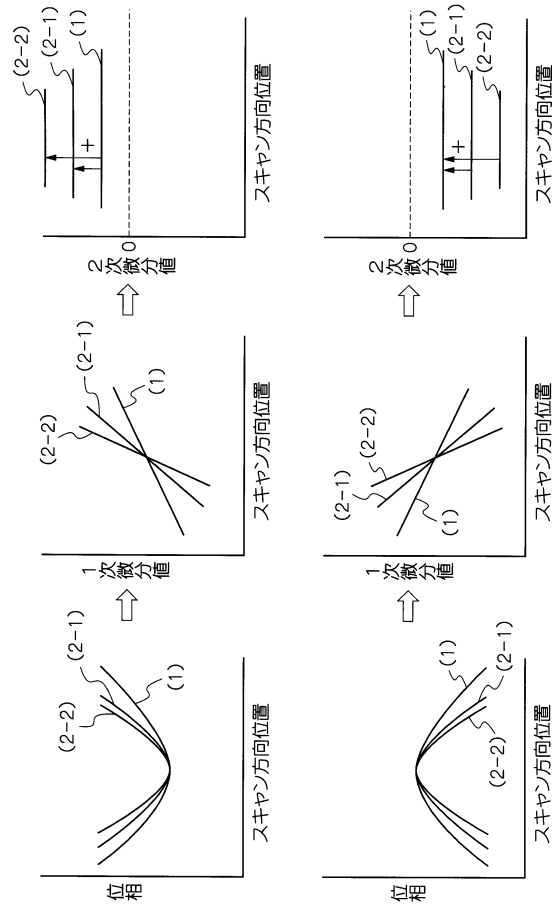 位相
(2-2)
(2-1)
(1)
スキャン方向位置
1次微分値
(2-2)
(2-1)
(1)
スキャン方向位置
2次微分値
0
+
(2-2)
(2-1)
(1)
スキャン方向位置
位相
(1)
(2-1)
(2-2)
スキャン方向位置
1次微分値
(2-1)
(2-2)
(1)
スキャン方向位置
2次微分値
0
+
(1)
(2-1)
(2-2)
スキャン方向位置